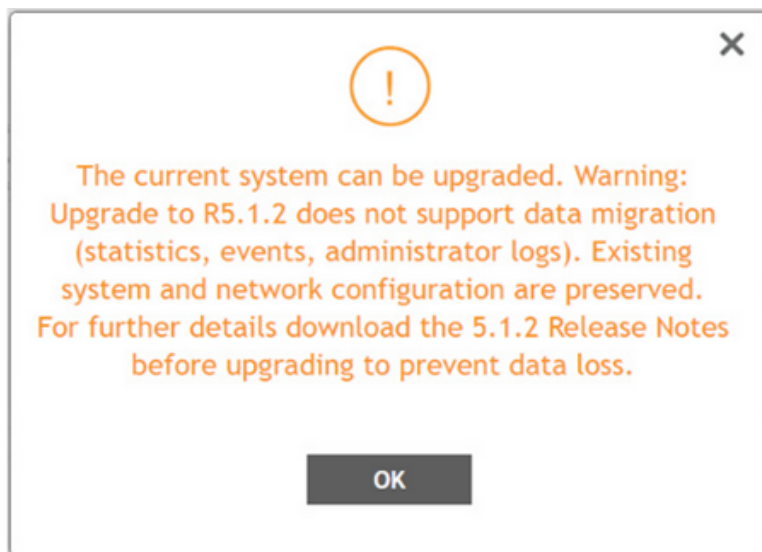 The current system can be upgraded. Warning:
Upgrade to R5.1.2 does not support data migration
(statistics, events, administrator logs). Existing
system and network configuration are preserved.
For further details download the 5.1.2 Release Notes
before upgrading to prevent data loss.
OK